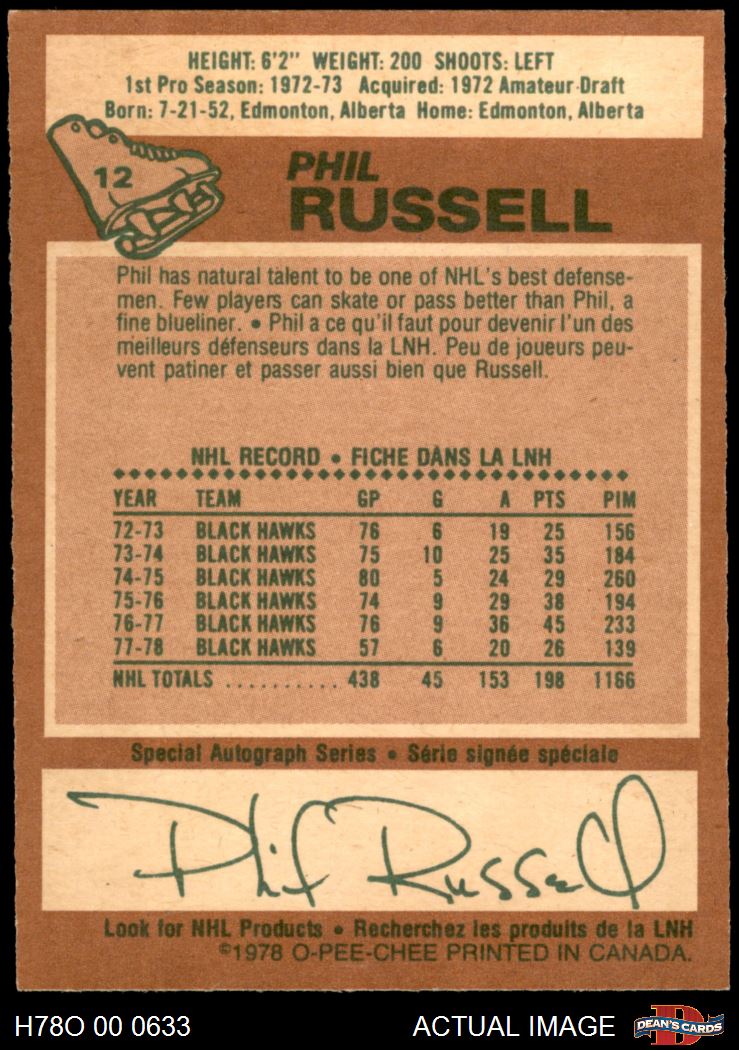 HEIGHT: 6'2" WEIGHT: 200 SHOOTS: LEFT
1st Pro Season: 1972-73 Acquired: 1972 Amateur Draft
Born: 7-21-52, Edmonton, Alberta Home: Edmonton, Alberta
12
PHIL
RUSSELL
Phil has natural talent to be one of NHL's best defense-
men. Few players can skate or pass better than Phil, a
fine blueliner. • Phil a ce qu'il faut pour devenir l'un des
meilleurs défenseurs dans la LNH. Peu de joueurs peu-
vent patiner et passer aussi bien que Russell.
NHL RECORD • FICHE DANS LA LNH
YEAR TEAM GP G A PTS PIM
72-73 BLACK HAWKS 76 6 19 25 156
73-74 BLACK HAWKS 75 10 25 35 184
74-75 BLACK HAWKS 80 5 24 29 260
75-76 BLACK HAWKS 74 9 29 38 194
76-77 BLACK HAWKS 76 9 36 45 233
77-78 BLACK HAWKS 57 6 20 26 139
NHL TOTALS .......... 438 45 153 198 1166
Special Autograph Series • Série signée spéciale
Phil Russell
Look for NHL Products • Recherchez les produits de la LNH
©1978 O-PEE-CHEE PRINTED IN CANADA.
H78O 00 0633 ACTUAL IMAGE D DEAN'S CARDS